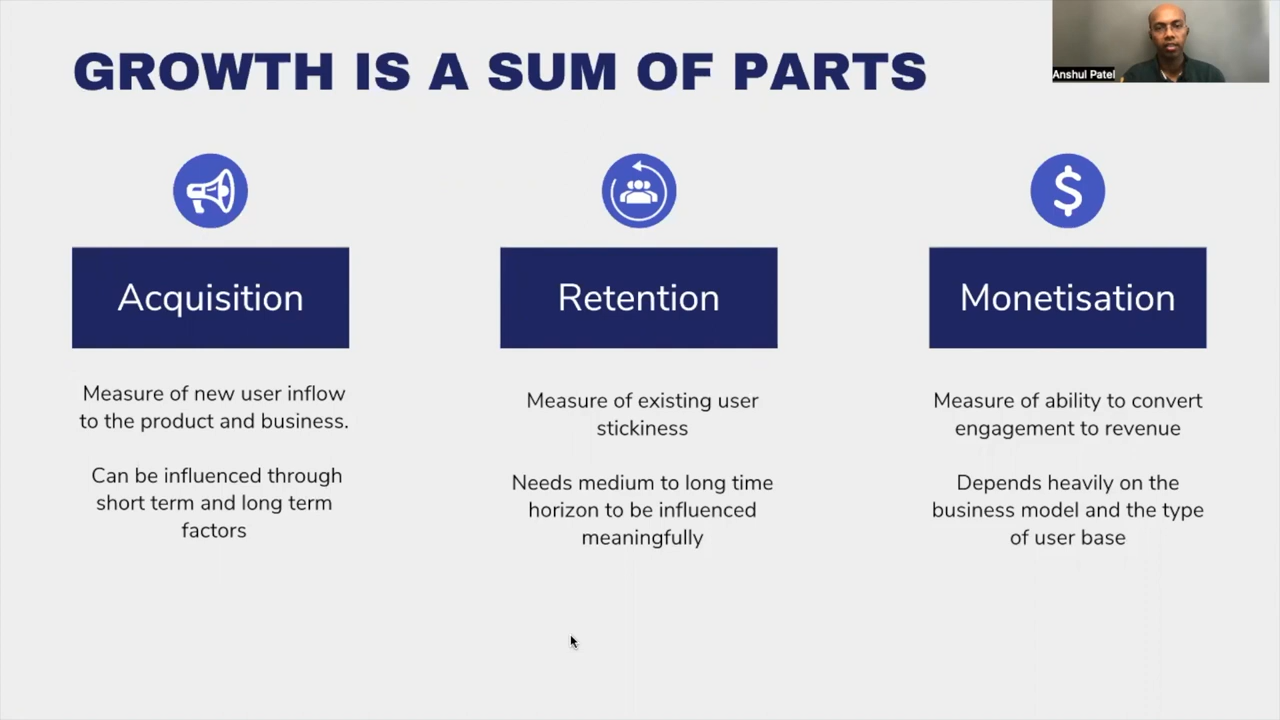 GROWTH IS A SUM OF PARTS
Anshul Patel
Acquisition
Measure of new user inflow
to the product and business.
Can be influenced through
short term and long term
factors
Retention
Measure of existing user
stickiness
Needs medium to long time
horizon to be influenced
meaningfully
$
Monetisation
Measure of ability to convert
engagement to revenue
Depends heavily on the
business model and the type
of user base